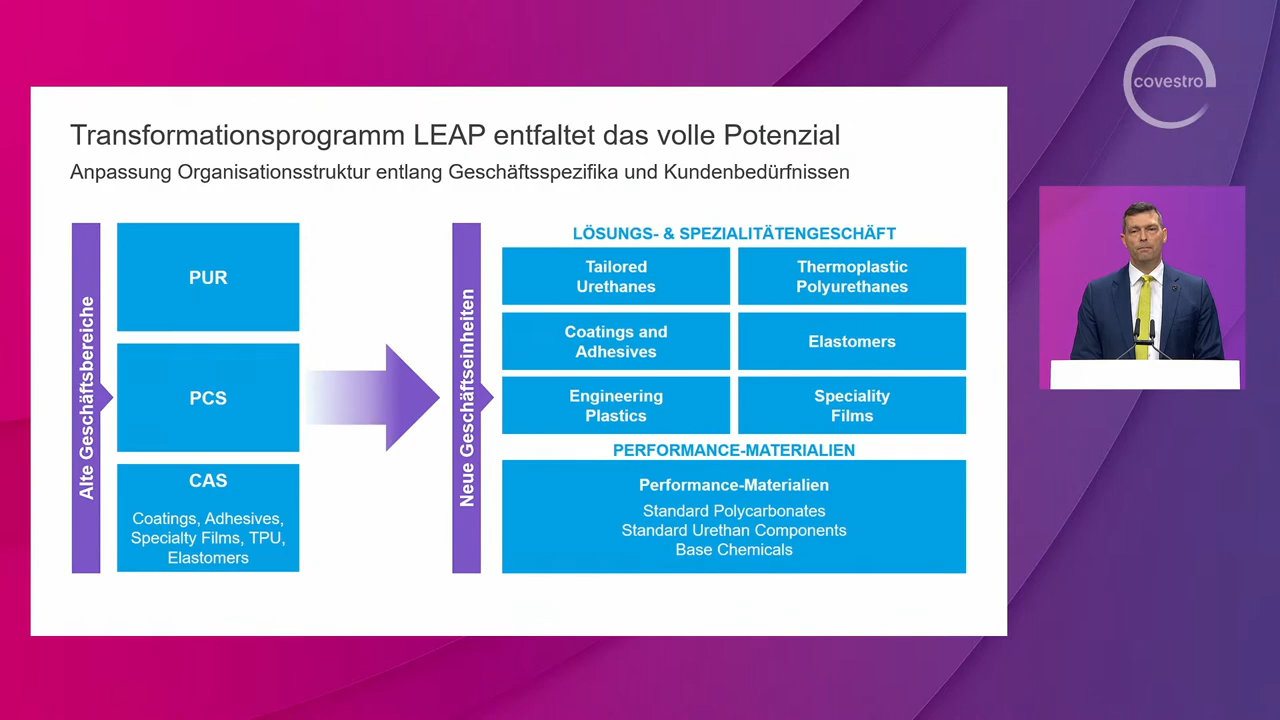 covestro
Transformationsprogramm LEAP entfaltet das volle Potenzial
Anpassung Organisationsstruktur entlang Geschäftsspezifika und Kundenbedürfnissen
Alte Geschäftsbereiche
PUR
PCS
CAS
Coatings, Adhesives,
Specialty Films, TPU,
Elastomers
Neue Geschäftseinheiten
LÖSUNGS- & SPEZIALITÄTENGESCHÄFT
Tailored
Urethanes
Thermoplastic
Polyurethanes
Coatings and
Adhesives
Elastomers
Engineering
Plastics
Speciality
Films
PERFORMANCE-MATERIALIEN
Performance-Materialien
Standard Polycarbonates
Standard Urethan Components
Base Chemicals